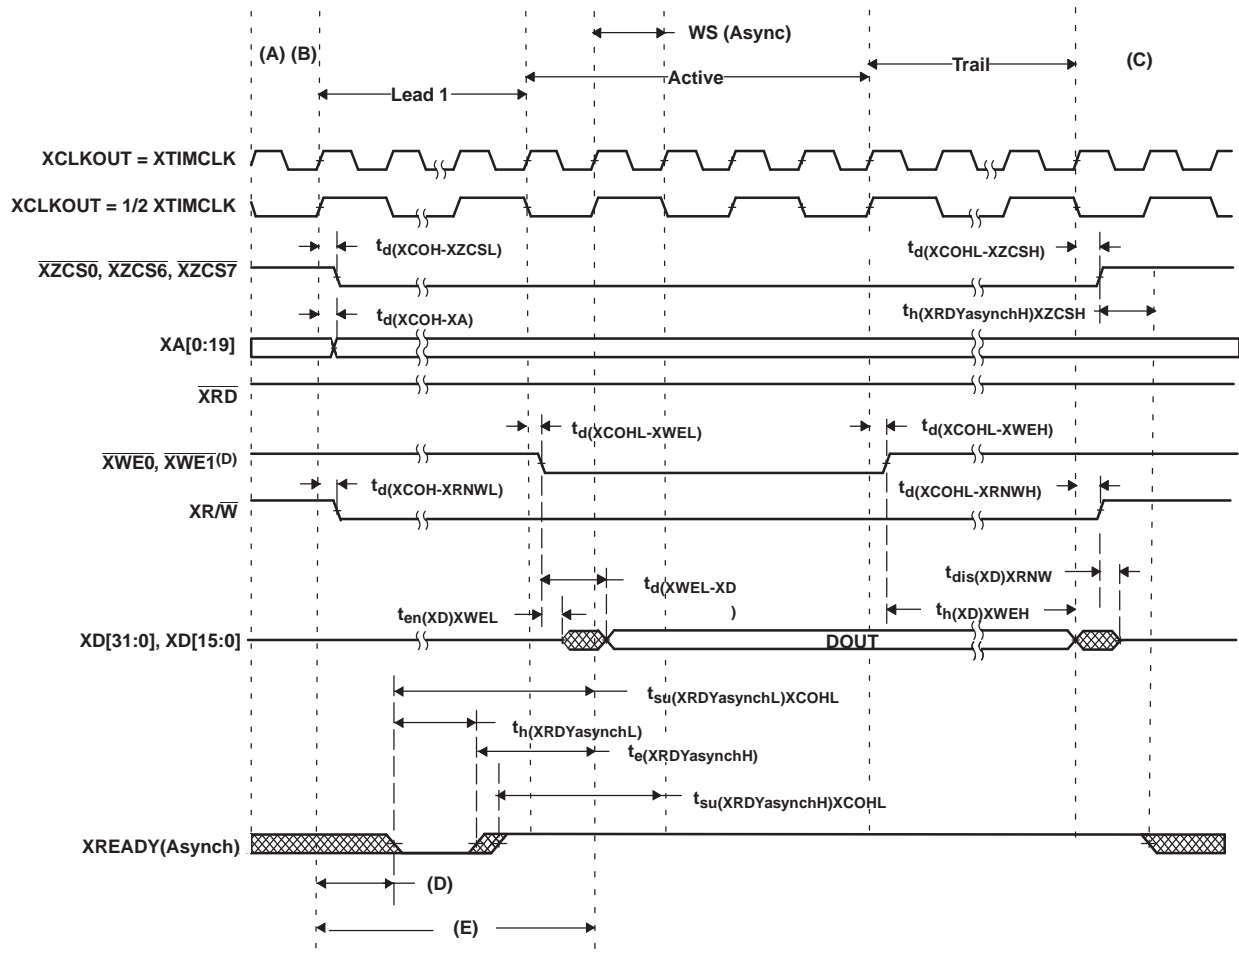 WS (Async)
(A) (B)
Trail
(C)
Active
Lead 1
XCLKOUT = XTIMCLK
XCLKOUT = 1/2 XTIMCLK
td(XCOH-XZCSL)
td(XCOHL-XZCSH)
XZCS0, XZCS6, XZCS7
td(XCOH-XA)
th(XRDYasynchH)XZCSH
XA[0:19]
XRD
td(XCOHL-XWEL)
td(XCOHL-XWEH)
XWE0, XWE1(D)
td(XCOH-XRNWL)
td(XCOHL-XRNWH)
XR/W
tdis(XD)XRNW
td(XWEL-XD
)
ten(XD)XWEL
th(XD)XWEH
XD[31:0], XD[15:0]
DOUT
tsu(XRDYasynchL)XCOHL
th(XRDYasynchL)
te(XRDYasynchH)
tsu(XRDYasynchH)XCOHL
XREADY(Asynch)
(D)
(E)